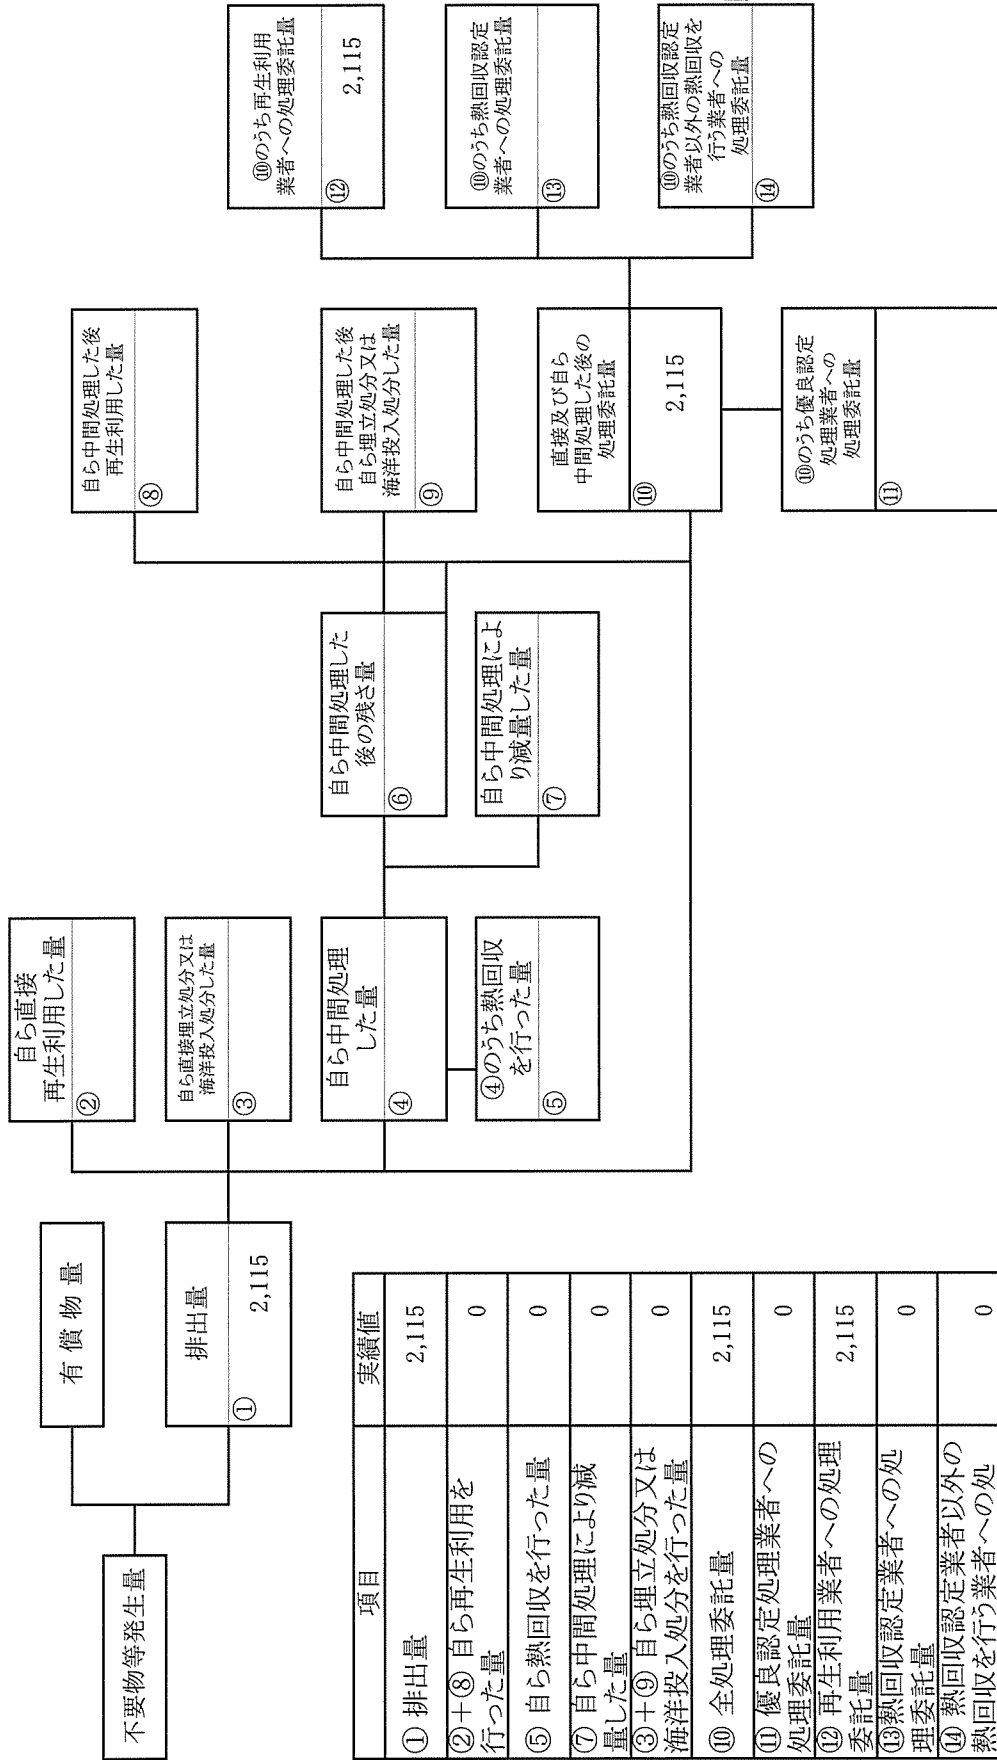 不要物等発生量
有償物量
排出量
①
2,115
自ら直接
再生利用した量
②
自ら直接埋立処分又は
海洋投入処分した量
③
自ら中間処理
した量
④
④のうち熱回収
を行った量
⑤
自ら中間処理した
後の残さ量
⑥
自ら中間処理によ
り減量した量
⑦
自ら中間処理した後
再生利用した量
⑧
自ら中間処理した後
自ら埋立処分又は
海洋投入処分した量
⑨
直接及び自ら
中間処理した後の
処理委託量
⑩
2,115
⑩のうち優良認定
処理業者への
処理委託量
⑪
⑩のうち再生利用
業者への処理委託量
⑫
2,115
⑩のうち熱回収認定
業者への処理委託量
⑬
⑩のうち熱回収認定
業者以外の熱回収を
行う業者への
処理委託量
⑭
項目 実績値
①排出量 2,115
②+⑧ 自ら再生利用を
行った量 0
⑤ 自ら熱回収を行った量 0
⑦ 自ら中間処理により減
量した量 0
③+⑨ 自ら埋立処分又は
海洋投入処分を行った量 0
⑩ 全処理委託量 2,115
⑪ 優良認定処理業者への
処理委託量 0
⑫ 再生利用業者への処理
委託量 2,115
⑬熱回収認定業者への処
理委託量 0
⑭ 熱回収認定業者以外の
熱回収を行う業者への処 0